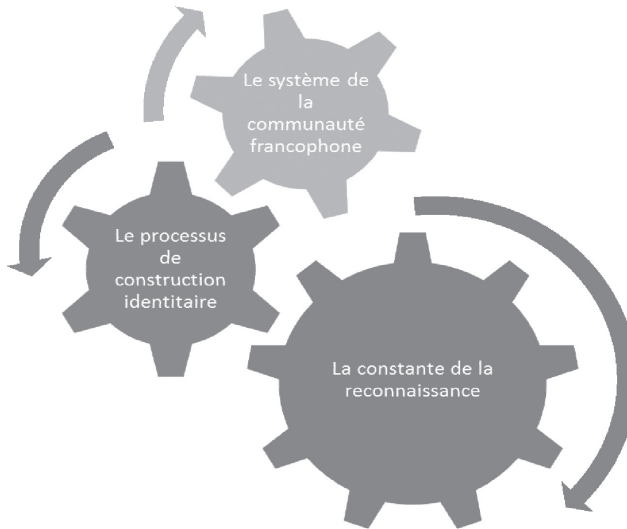 Le système de
la
communauté
francophone
Le processus
de
construction
identitaire
La constante de la
reconnaissance